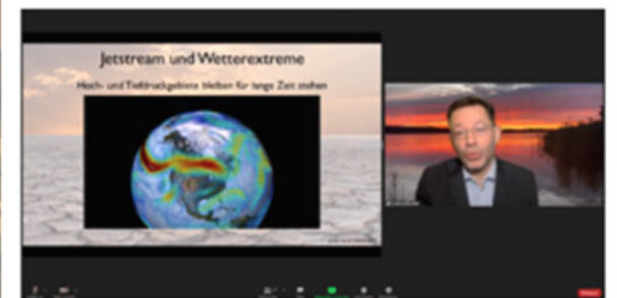 Jetstream und Wetterextreme
Hoch- und Tiefdruckgebiete bleiben für lange Zeit stehen